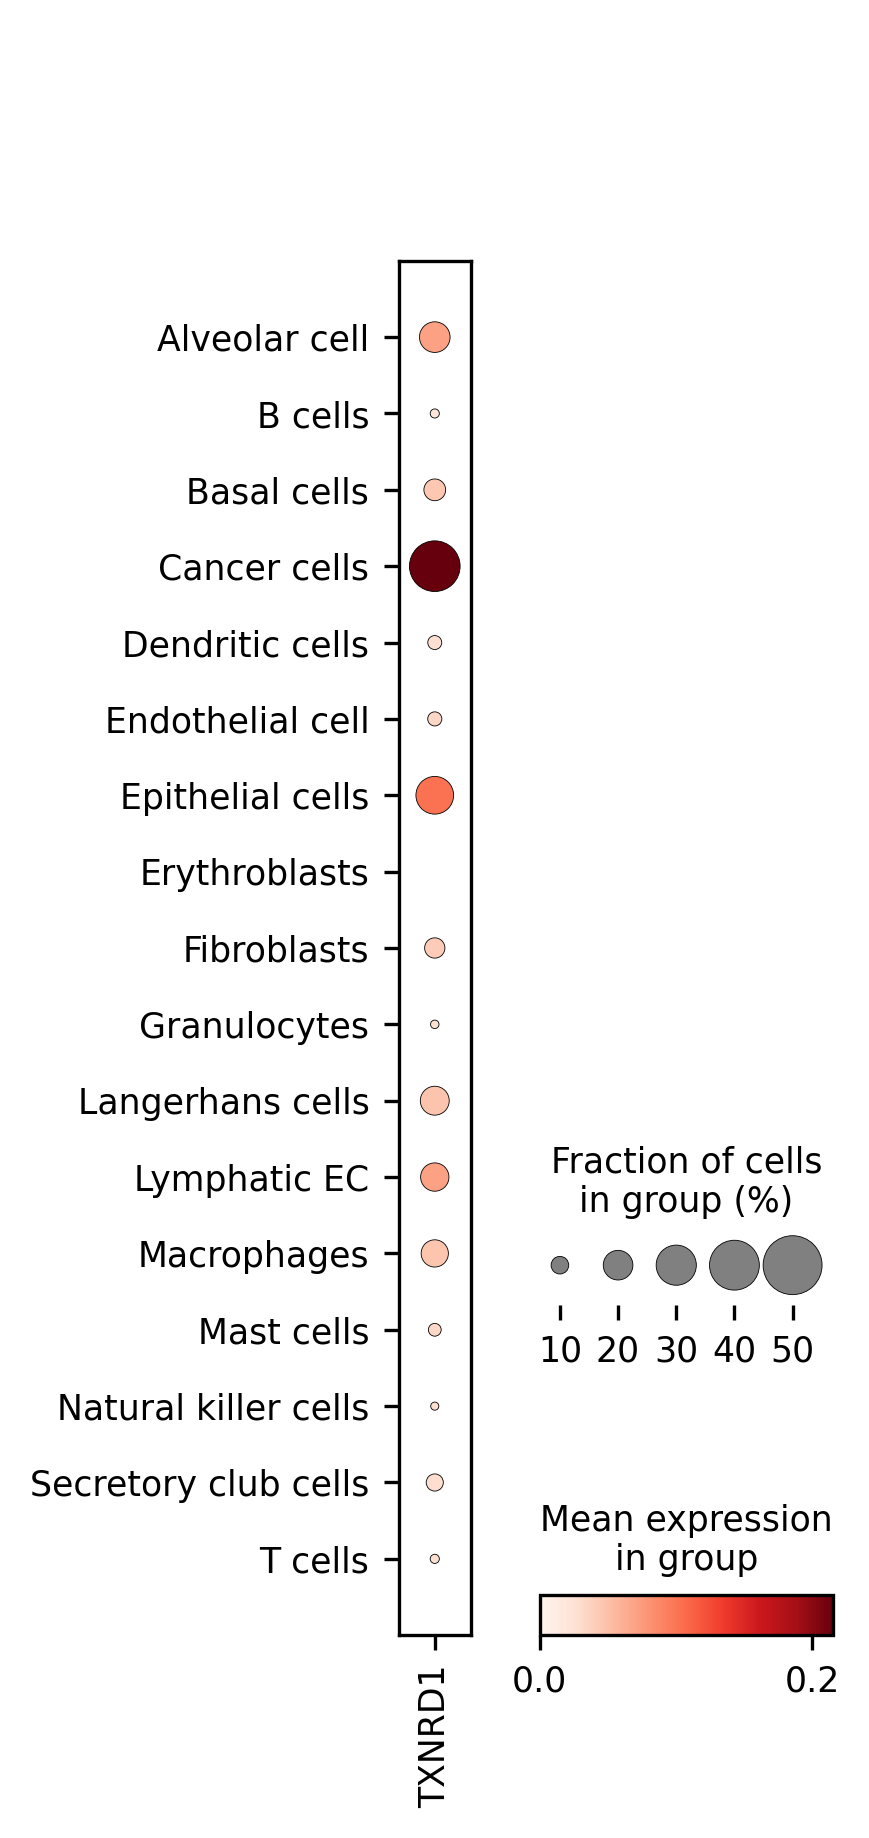 Alveolar cell
B cells
Basal cells
Cancer cells
Dendritic cells
Endothelial cell
Epithelial cells
Erythroblasts
Fibroblasts
Granulocytes
Langerhans cells
Lymphatic EC
Macrophages
Mast cells
Natural killer cells
Secretory club cells
T cells
TXNRD1
Fraction of cells
in group (%)
10 20 30 40 50
Mean expression
in group
0.0 0.2